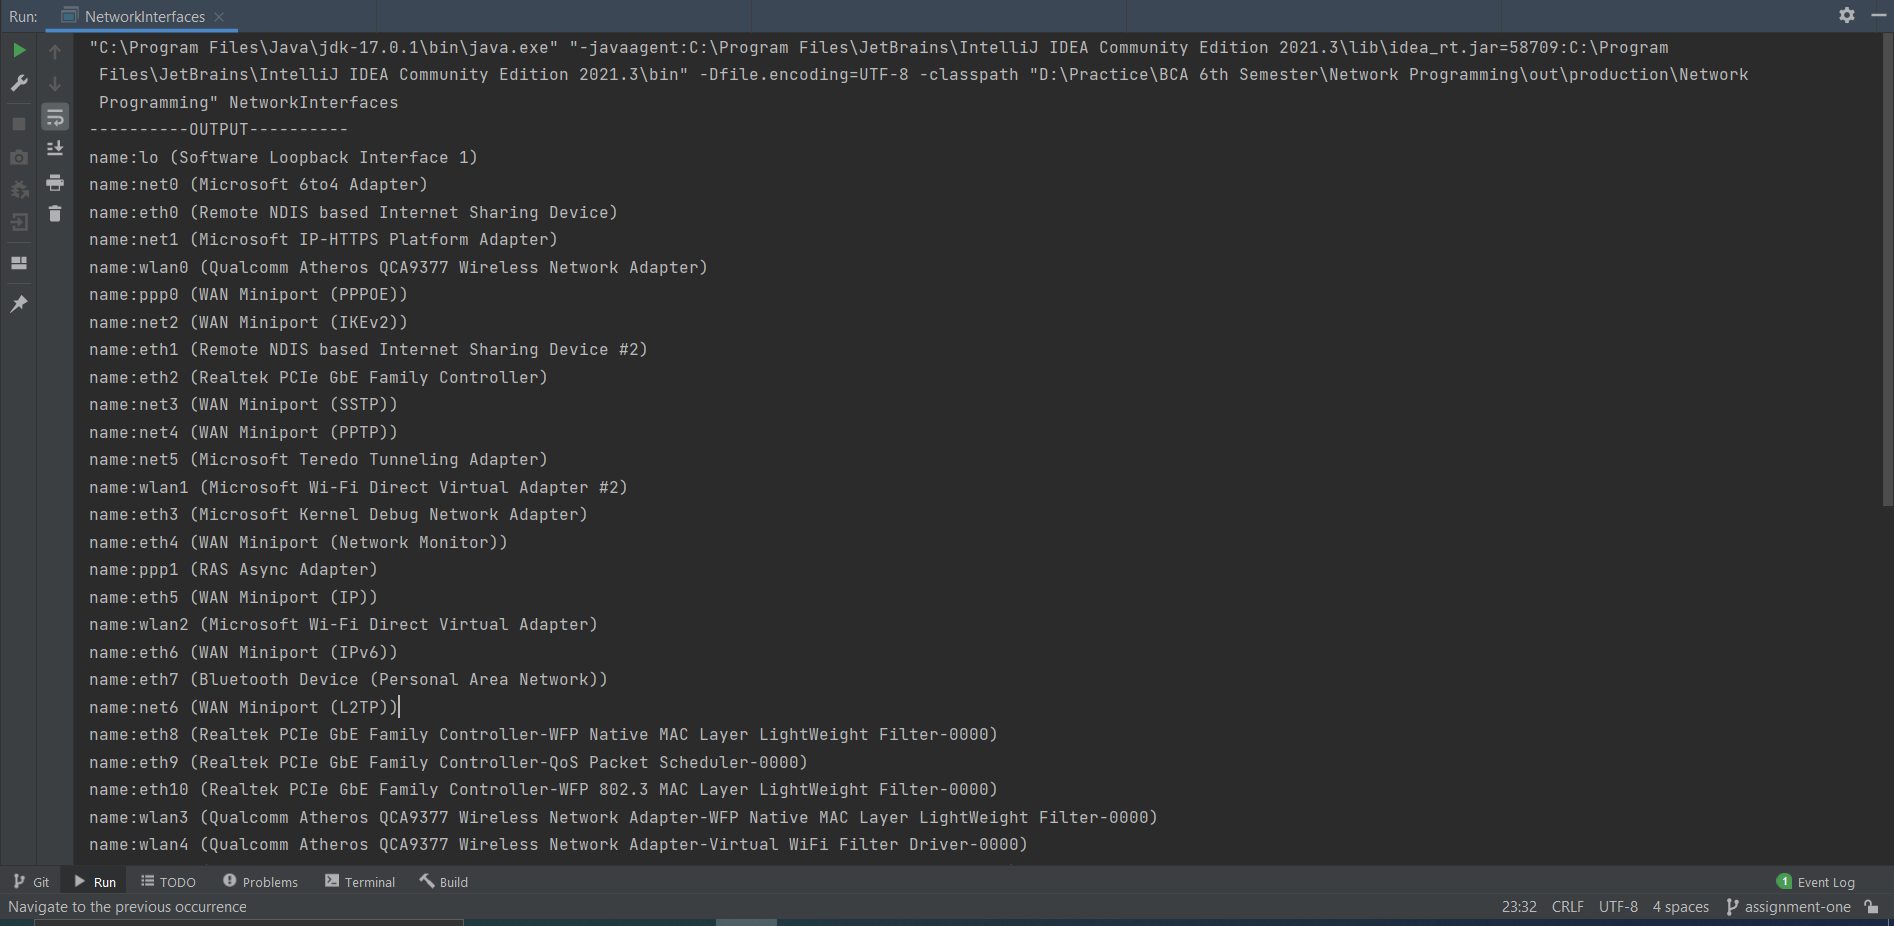 Run: NetworkInterfaces
"C:\Program Files\Java\jdk-17.0.1\bin\java.exe" "-javaagent:C:\Program Files\JetBrains\IntelliJ IDEA Community Edition 2021.3\lib\idea_rt.jar=58709:C:\Program
Files\JetBrains\IntelliJ IDEA Community Edition 2021.3\bin" -Dfile.encoding=UTF-8 -classpath "D:\Practice\BCA 6th Semester\Network Programming\out\production\Network
Programming" NetworkInterfaces
----------OUTPUT----------
name:lo (Software Loopback Interface 1)
name:net0 (Microsoft 6to4 Adapter)
name:eth0 (Remote NDIS based Internet Sharing Device)
name:net1 (Microsoft IP-HTTPS Platform Adapter)
name:wlan0 (Qualcomm Atheros QCA9377 Wireless Network Adapter)
name:ppp0 (WAN Miniport (PPPOE))
name:net2 (WAN Miniport (IKEv2))
name:eth1 (Remote NDIS based Internet Sharing Device #2)
name:eth2 (Realtek PCIe GbE Family Controller)
name:net3 (WAN Miniport (SSTP))
name:net4 (WAN Miniport (PPTP))
name:net5 (Microsoft Teredo Tunneling Adapter)
name:wlan1 (Microsoft Wi-Fi Direct Virtual Adapter #2)
name:eth3 (Microsoft Kernel Debug Network Adapter)
name:eth4 (WAN Miniport (Network Monitor))
name:ppp1 (RAS Async Adapter)
name:eth5 (WAN Miniport (IP))
name:wlan2 (Microsoft Wi-Fi Direct Virtual Adapter)
name:eth6 (WAN Miniport (IPv6))
name:eth7 (Bluetooth Device (Personal Area Network))
name:net6 (WAN Miniport (L2TP))
name:eth8 (Realtek PCIe GbE Family Controller-WFP Native MAC Layer LightWeight Filter-0000)
name:eth9 (Realtek PCIe GbE Family Controller-QoS Packet Scheduler-0000)
name:eth10 (Realtek PCIe GbE Family Controller-WFP 802.3 MAC Layer LightWeight Filter-0000)
name:wlan3 (Qualcomm Atheros QCA9377 Wireless Network Adapter-WFP Native MAC Layer LightWeight Filter-0000)
name:wlan4 (Qualcomm Atheros QCA9377 Wireless Network Adapter-Virtual WiFi Filter Driver-0000)
Git Run TODO Problems Terminal Build 1 Event Log
Navigate to the previous occurrence 23:32 CRLF UTF-8 4 spaces assignment-one